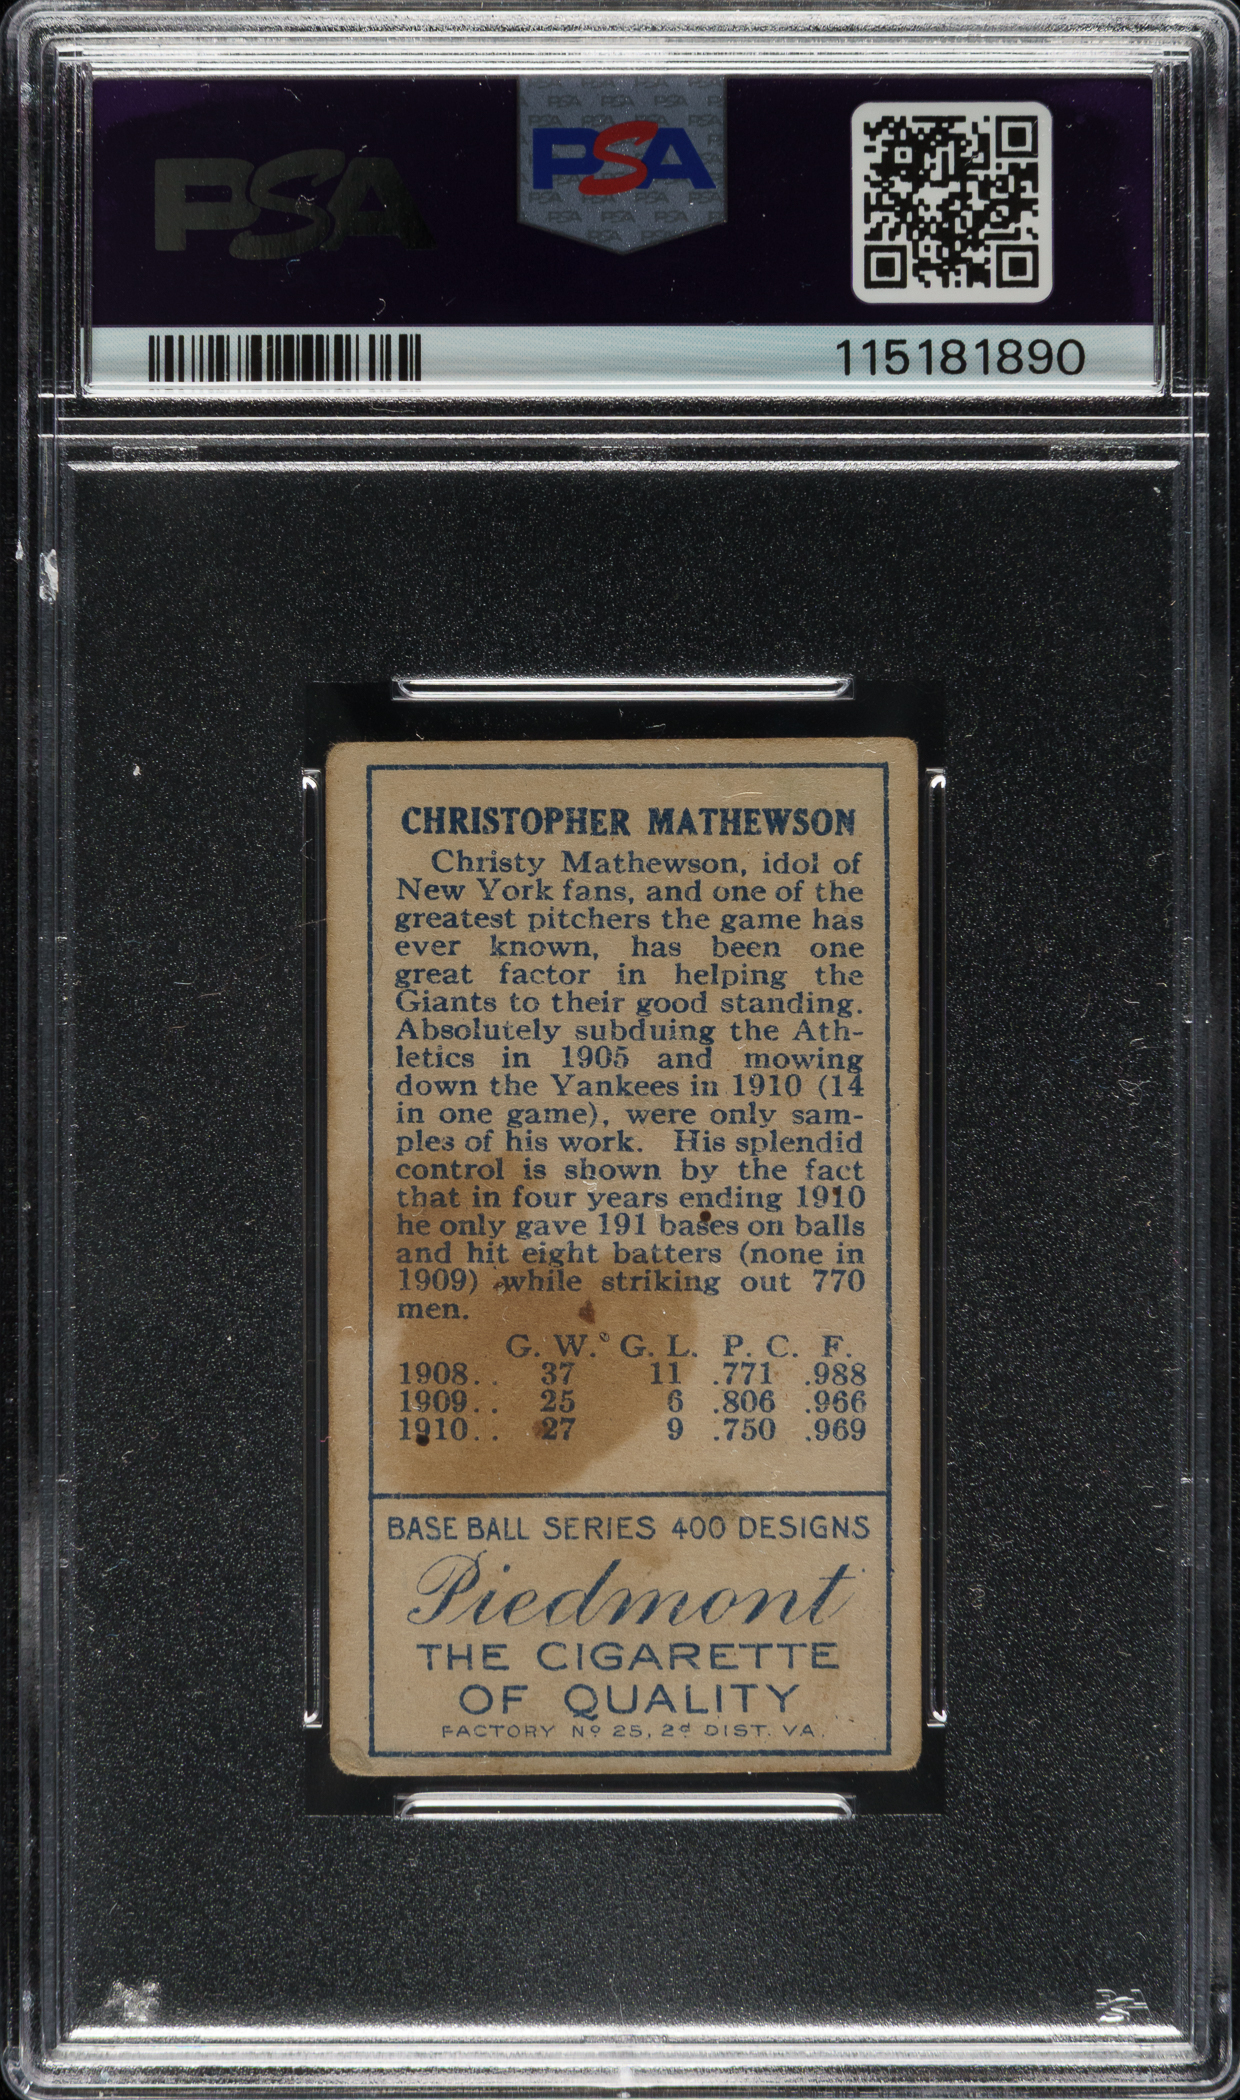 PSA
PSA
115181890
CHRISTOPHER MATHEWSON
Christy Mathewson, idol of
New York fans, and one of the
greatest pitchers the game has
ever known, has been one
great factor in helping the
Giants to their good standing.
Absolutely subduing the Ath-
letics in 1905 and mowing
down the Yankees in 1910 (14
in one game), were only sam-
ples of his work. His splendid
control is shown by the fact
that in four years ending 1910
he only gave 191 bases on balls
and hit eight batters (none in
1909) while striking out 770
men.
G. W. G. L. P. C. F.
1908.. 37 11 .771 .988
1909.. 25 6 .806 .966
1910.. 27 9 .750 .969
BASE BALL SERIES 400 DESIGNS
Piedmont
THE CIGARETTE
OF QUALITY
FACTORY Nº 25, 2d DIST. VA.
PSA